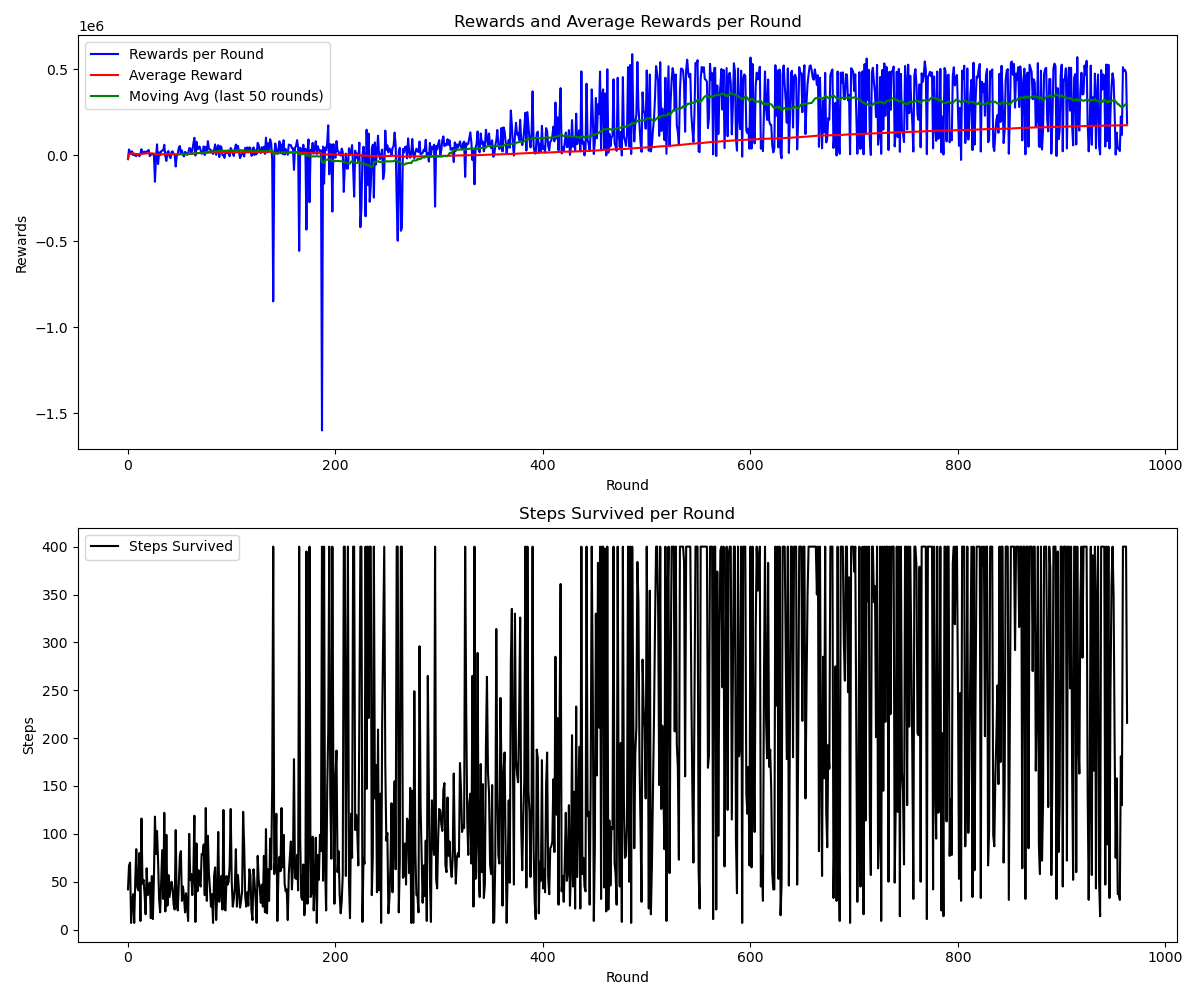 Rewards and Average Rewards per Round
1e6
Rewards per Round
Average Reward
Moving Avg (last 50 rounds)
0.5
0.0
−0.5
−1.0
−1.5
Rewards
0 200 400 600 800 1000
Round
Steps Survived per Round
Steps Survived
400
350
300
250
200
150
100
50
0
Steps
0 200 400 600 800 1000
Round